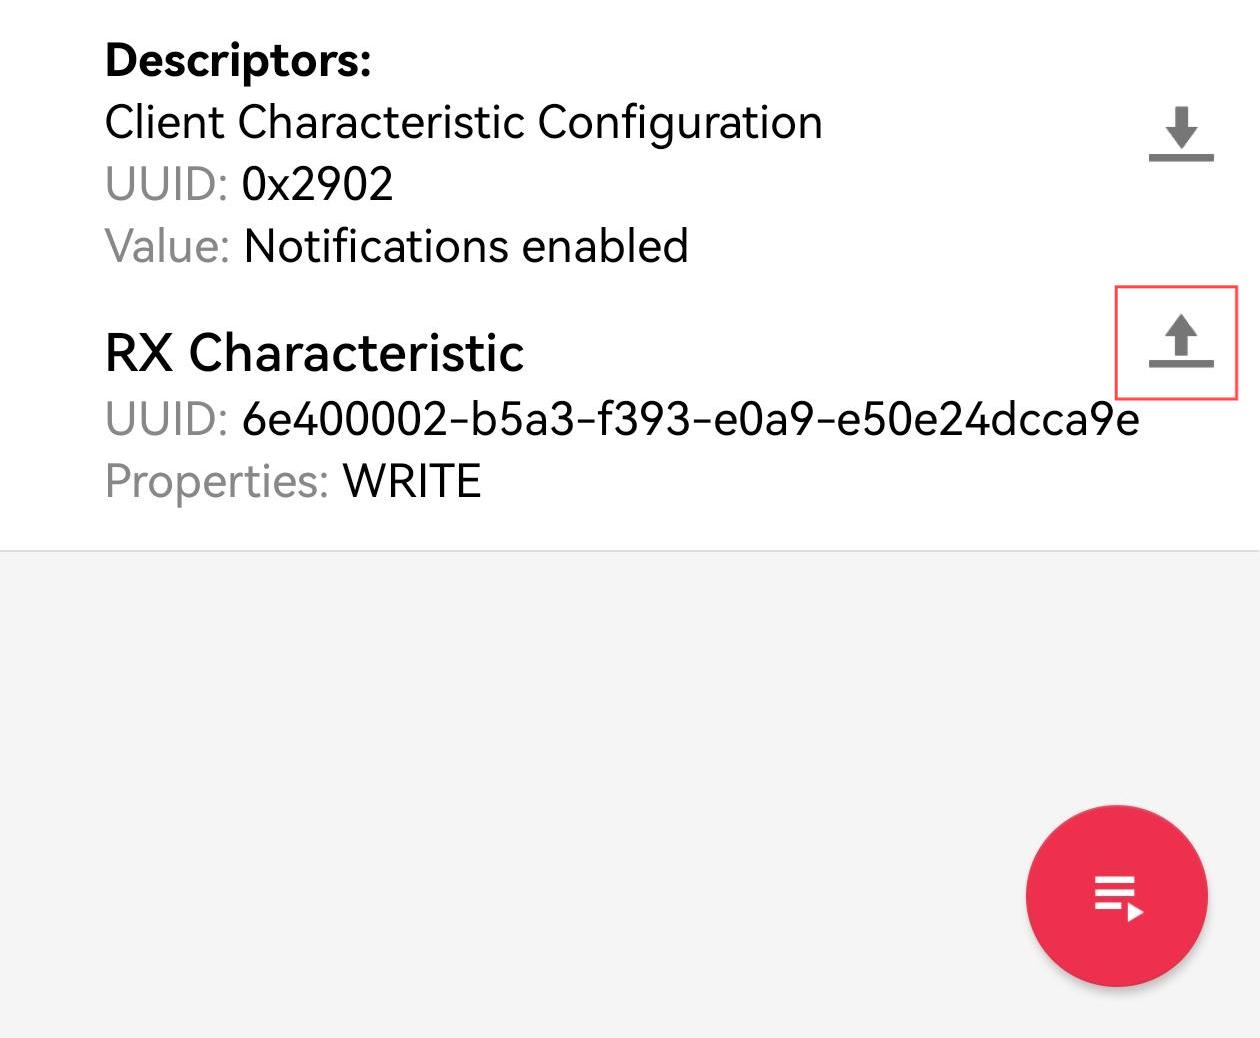 Descriptors:
Client Characteristic Configuration
UUID: 0x2902
Value: Notifications enabled
RX Characteristic
UUID: 6e400002-b5a3-f393-e0a9-e50e24dcca9e
Properties: WRITE